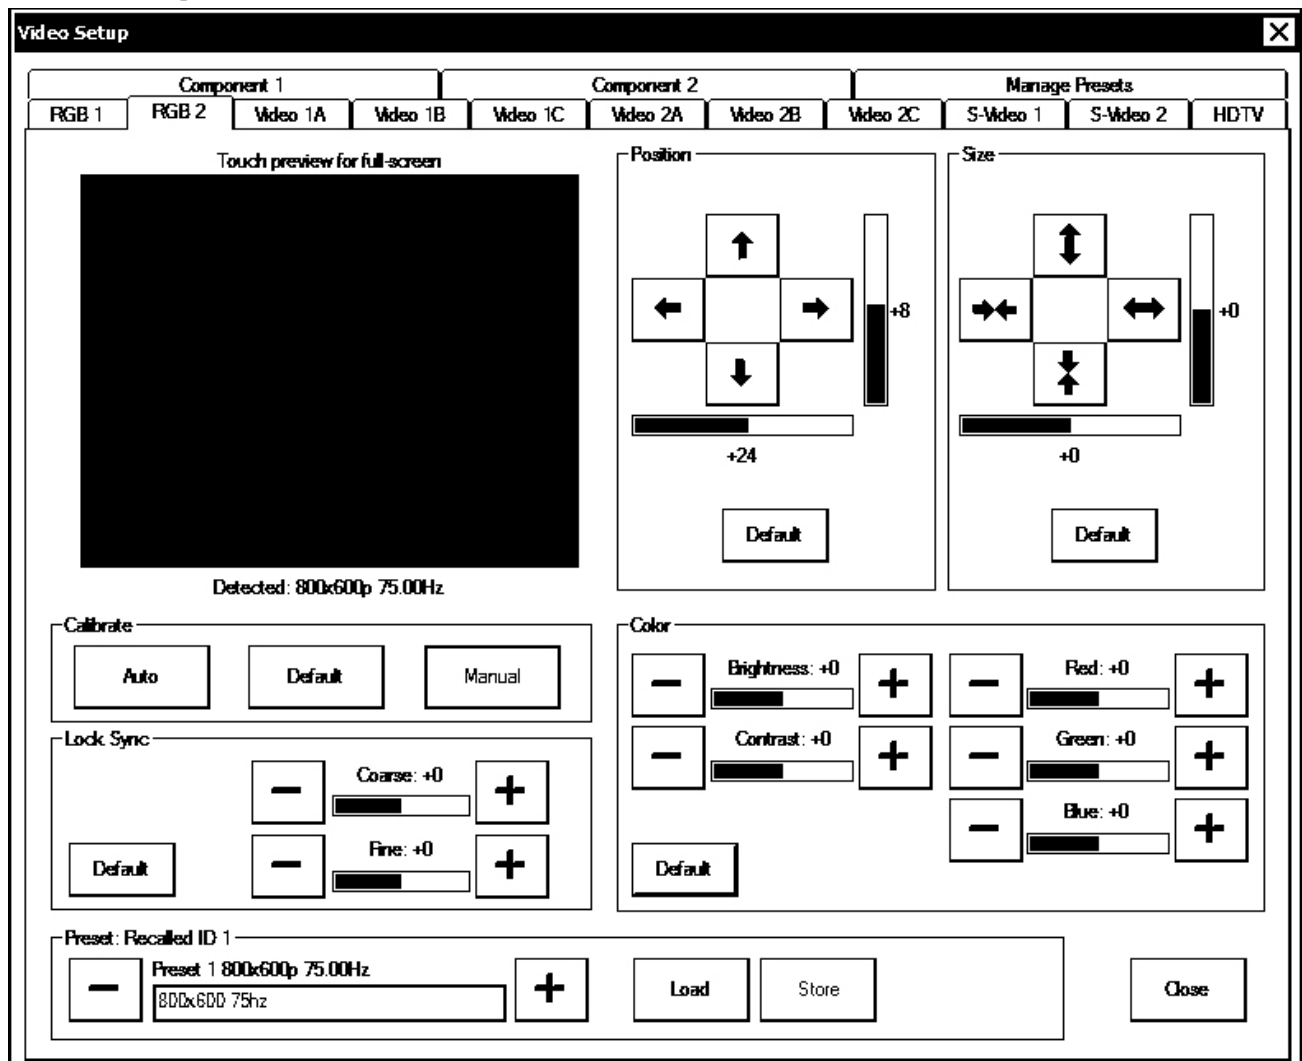 Video Setup
Component 1 Component 2 Manage Presets
RGB 1 RGB 2 Video 1A Video 1B Video 1C Video 2A Video 2B Video 2C S-Video 1 S-Video 2 HDTV
Touch preview for full-screen
Detected: 800x600p 75.00Hz
Position
+8
+24
Default
Size
+0
+0
Default
Calibrate
Auto Default Manual
Lock Sync
Coarse: +0
Fine: +0
Default
Color
Brightness: +0 Red: +0
Contrast: +0 Green: +0
Blue: +0
Default
Preset: Recalled ID 1
Preset 1 800x600p 75.00Hz
800x600 75hz
Load Store
Close